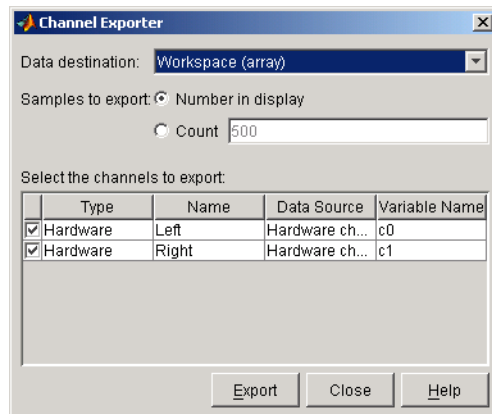 Channel Exporter
Data destination: Workspace (array)
Samples to export: Number in display
Count 500
Select the channels to export:
Type Name Data Source Variable Name
Hardware Left Hardware ch... c0
Hardware Right Hardware ch... c1
Export Close Help